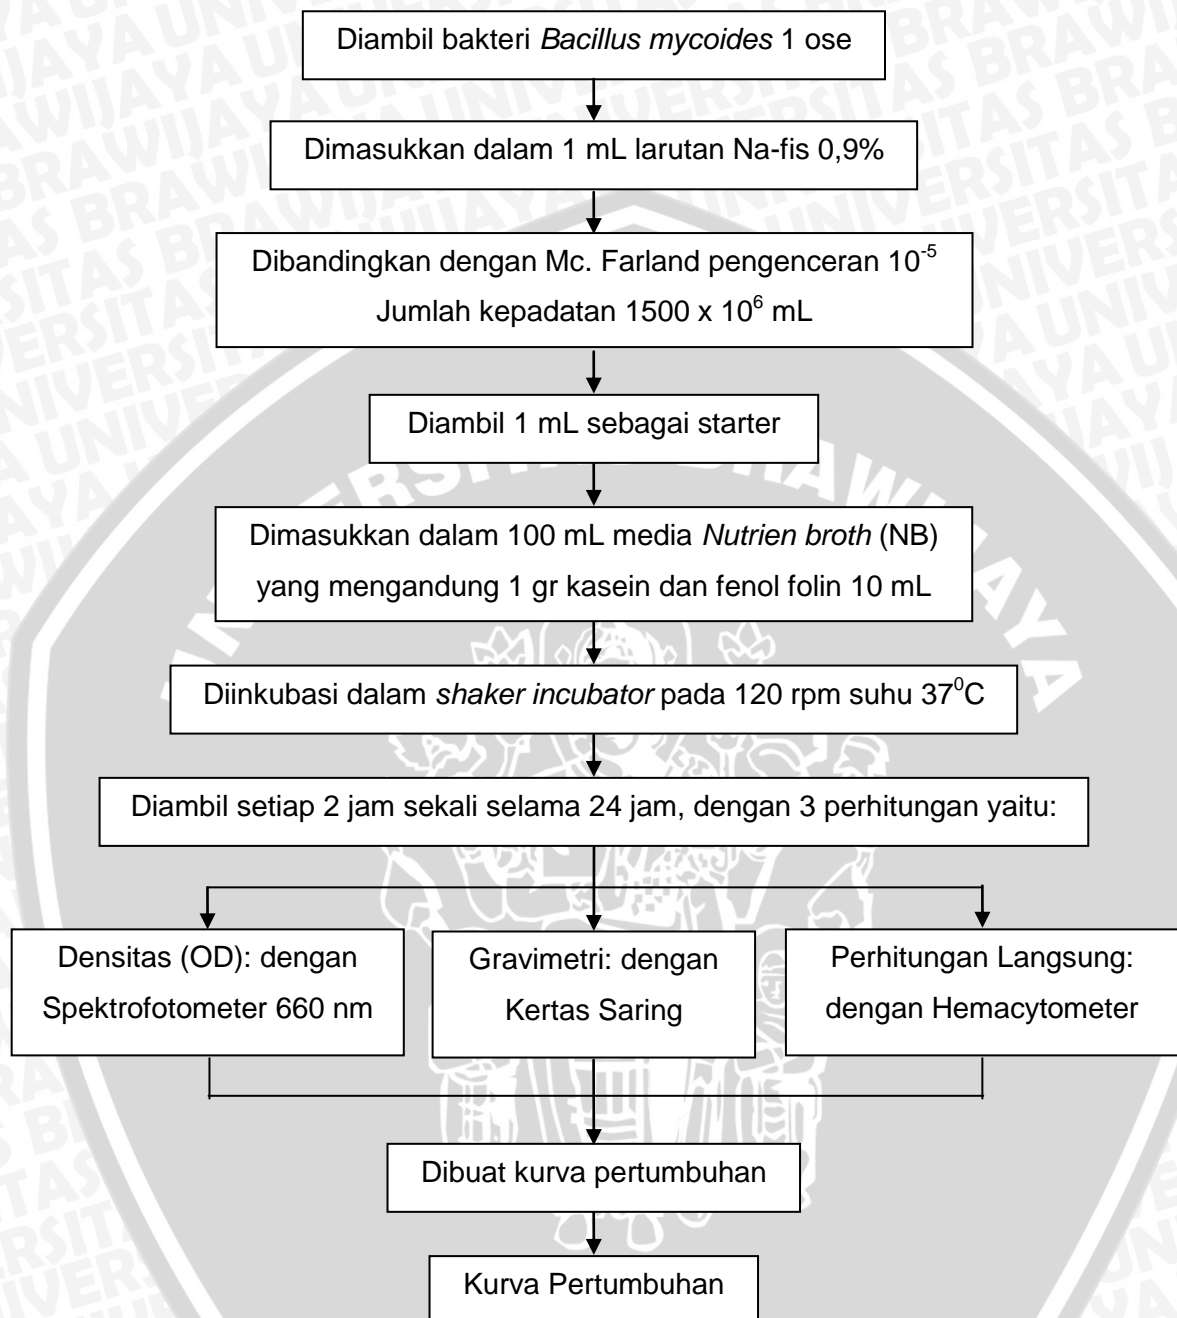 Diambil bakteri Bacillus mycoides 1 ose
Dimasukkan dalam 1 mL larutan Na-fis 0,9%
Dibandingkan dengan Mc. Farland pengenceran 10⁻⁵
Jumlah kepadatan 1500 x 10⁶ mL
Diambil 1 mL sebagai starter
Dimasukkan dalam 100 mL media Nutrien broth (NB)
yang mengandung 1 gr kasein dan fenol folin 10 mL
Diinkubasi dalam shaker incubator pada 120 rpm suhu 37⁰C
Diambil setiap 2 jam sekali selama 24 jam, dengan 3 perhitungan yaitu:
Densitas (OD): dengan
Spektrofotometer 660 nm
Gravimetri: dengan
Kertas Saring
Perhitungan Langsung:
dengan Hemacytometer
Dibuat kurva pertumbuhan
Kurva Pertumbuhan